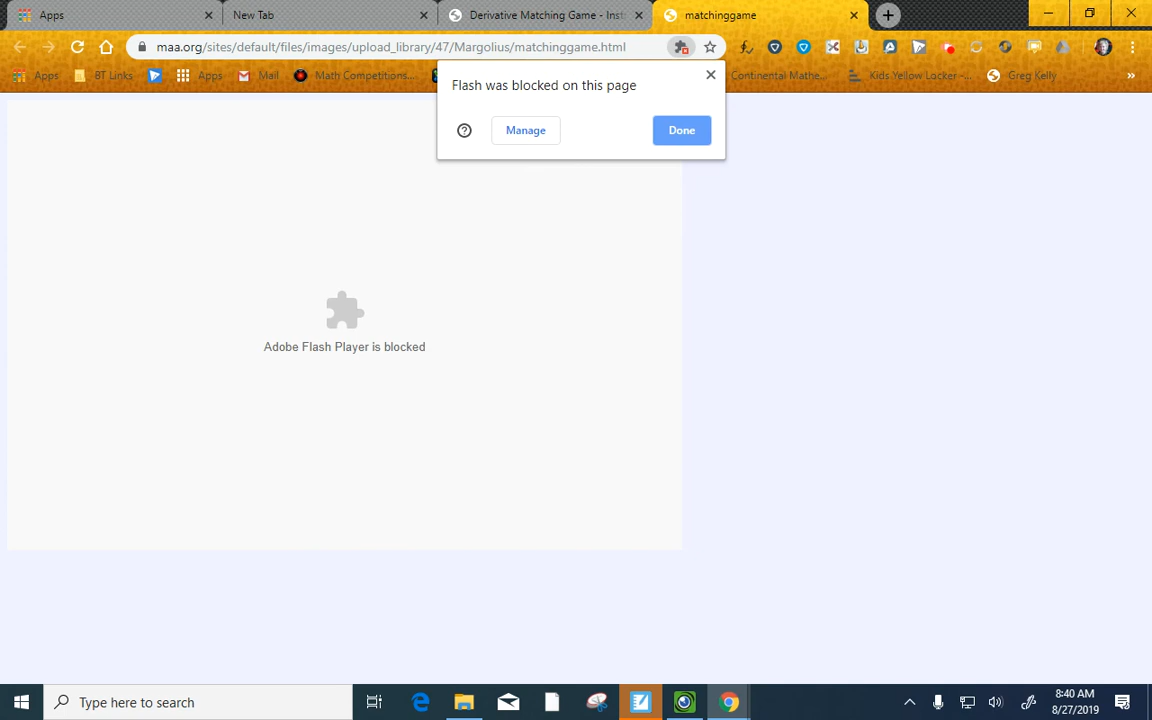 Apps
New Tab
Derivative Matching Game - Inst
matchinggame
maa.org/sites/default/files/images/upload_library/47/Margolius/matchinggame.html
Apps
BT Links
Apps
Mail
Math Competitions...
Continental Mathe...
Kids Yellow Locker -...
Greg Kelly
»
Flash was blocked on this page
Manage
Done
Adobe Flash Player is blocked
Type here to search
8:40 AM
8/27/2019